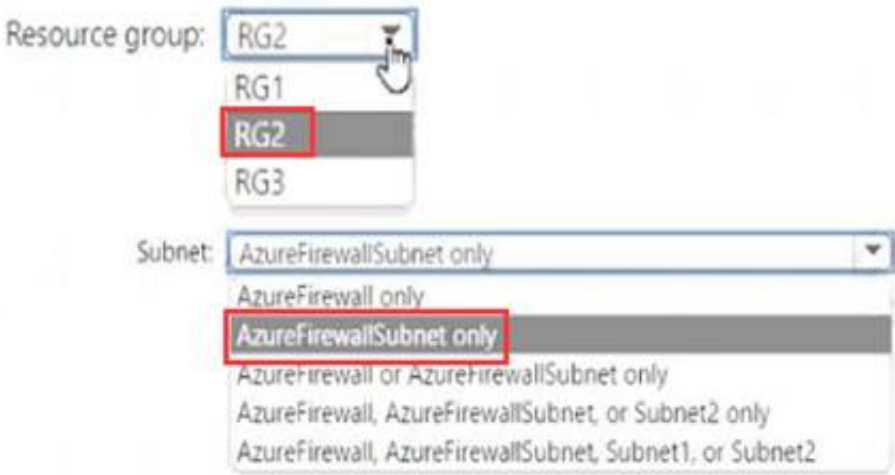 Resource group: RG2
RG1
RG2
RG3
Subnet: AzureFirewallSubnet only
AzureFirewall only
AzureFirewallSubnet only
AzureFirewall or AzureFirewallSubnet only
AzureFirewall, AzureFirewallSubnet, or Subnet2 only
AzureFirewall, AzureFirewallSubnet, Subnet1, or Subnet2